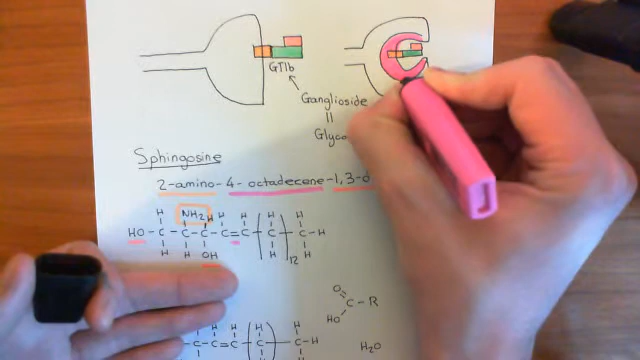 GT1b
Ganglioside
||
Glyco
Sphingosine
2-amino-4-octadecene-1,3-d
H NH2 H H H H H
HO-C-C-C-C=C-C-C-H
H H OH H 12 H
O
C-R
HO
H H H H
C-C=C-C-C-H
H2O
H H